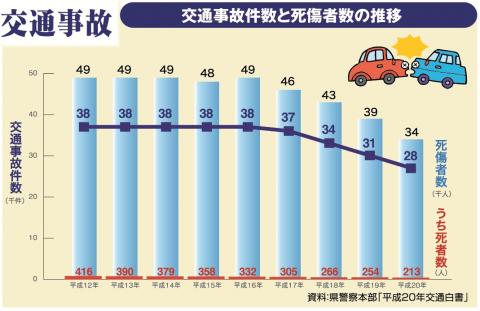 交通事故
交通事故件数と死傷者数の推移
50
40
30
20
10
0
交通事故件数
(千件)
49 49 49 48 49 46 43 39 34
38 38 38 38 38 37 34 31 28
416 390 379 358 332 305 266 254 213
平成12年 平成13年 平成14年 平成15年 平成16年 平成17年 平成18年 平成19年 平成20年
死傷者数
(千人)
うち死者数
(人)
資料:県警察本部「平成20年交通白書」